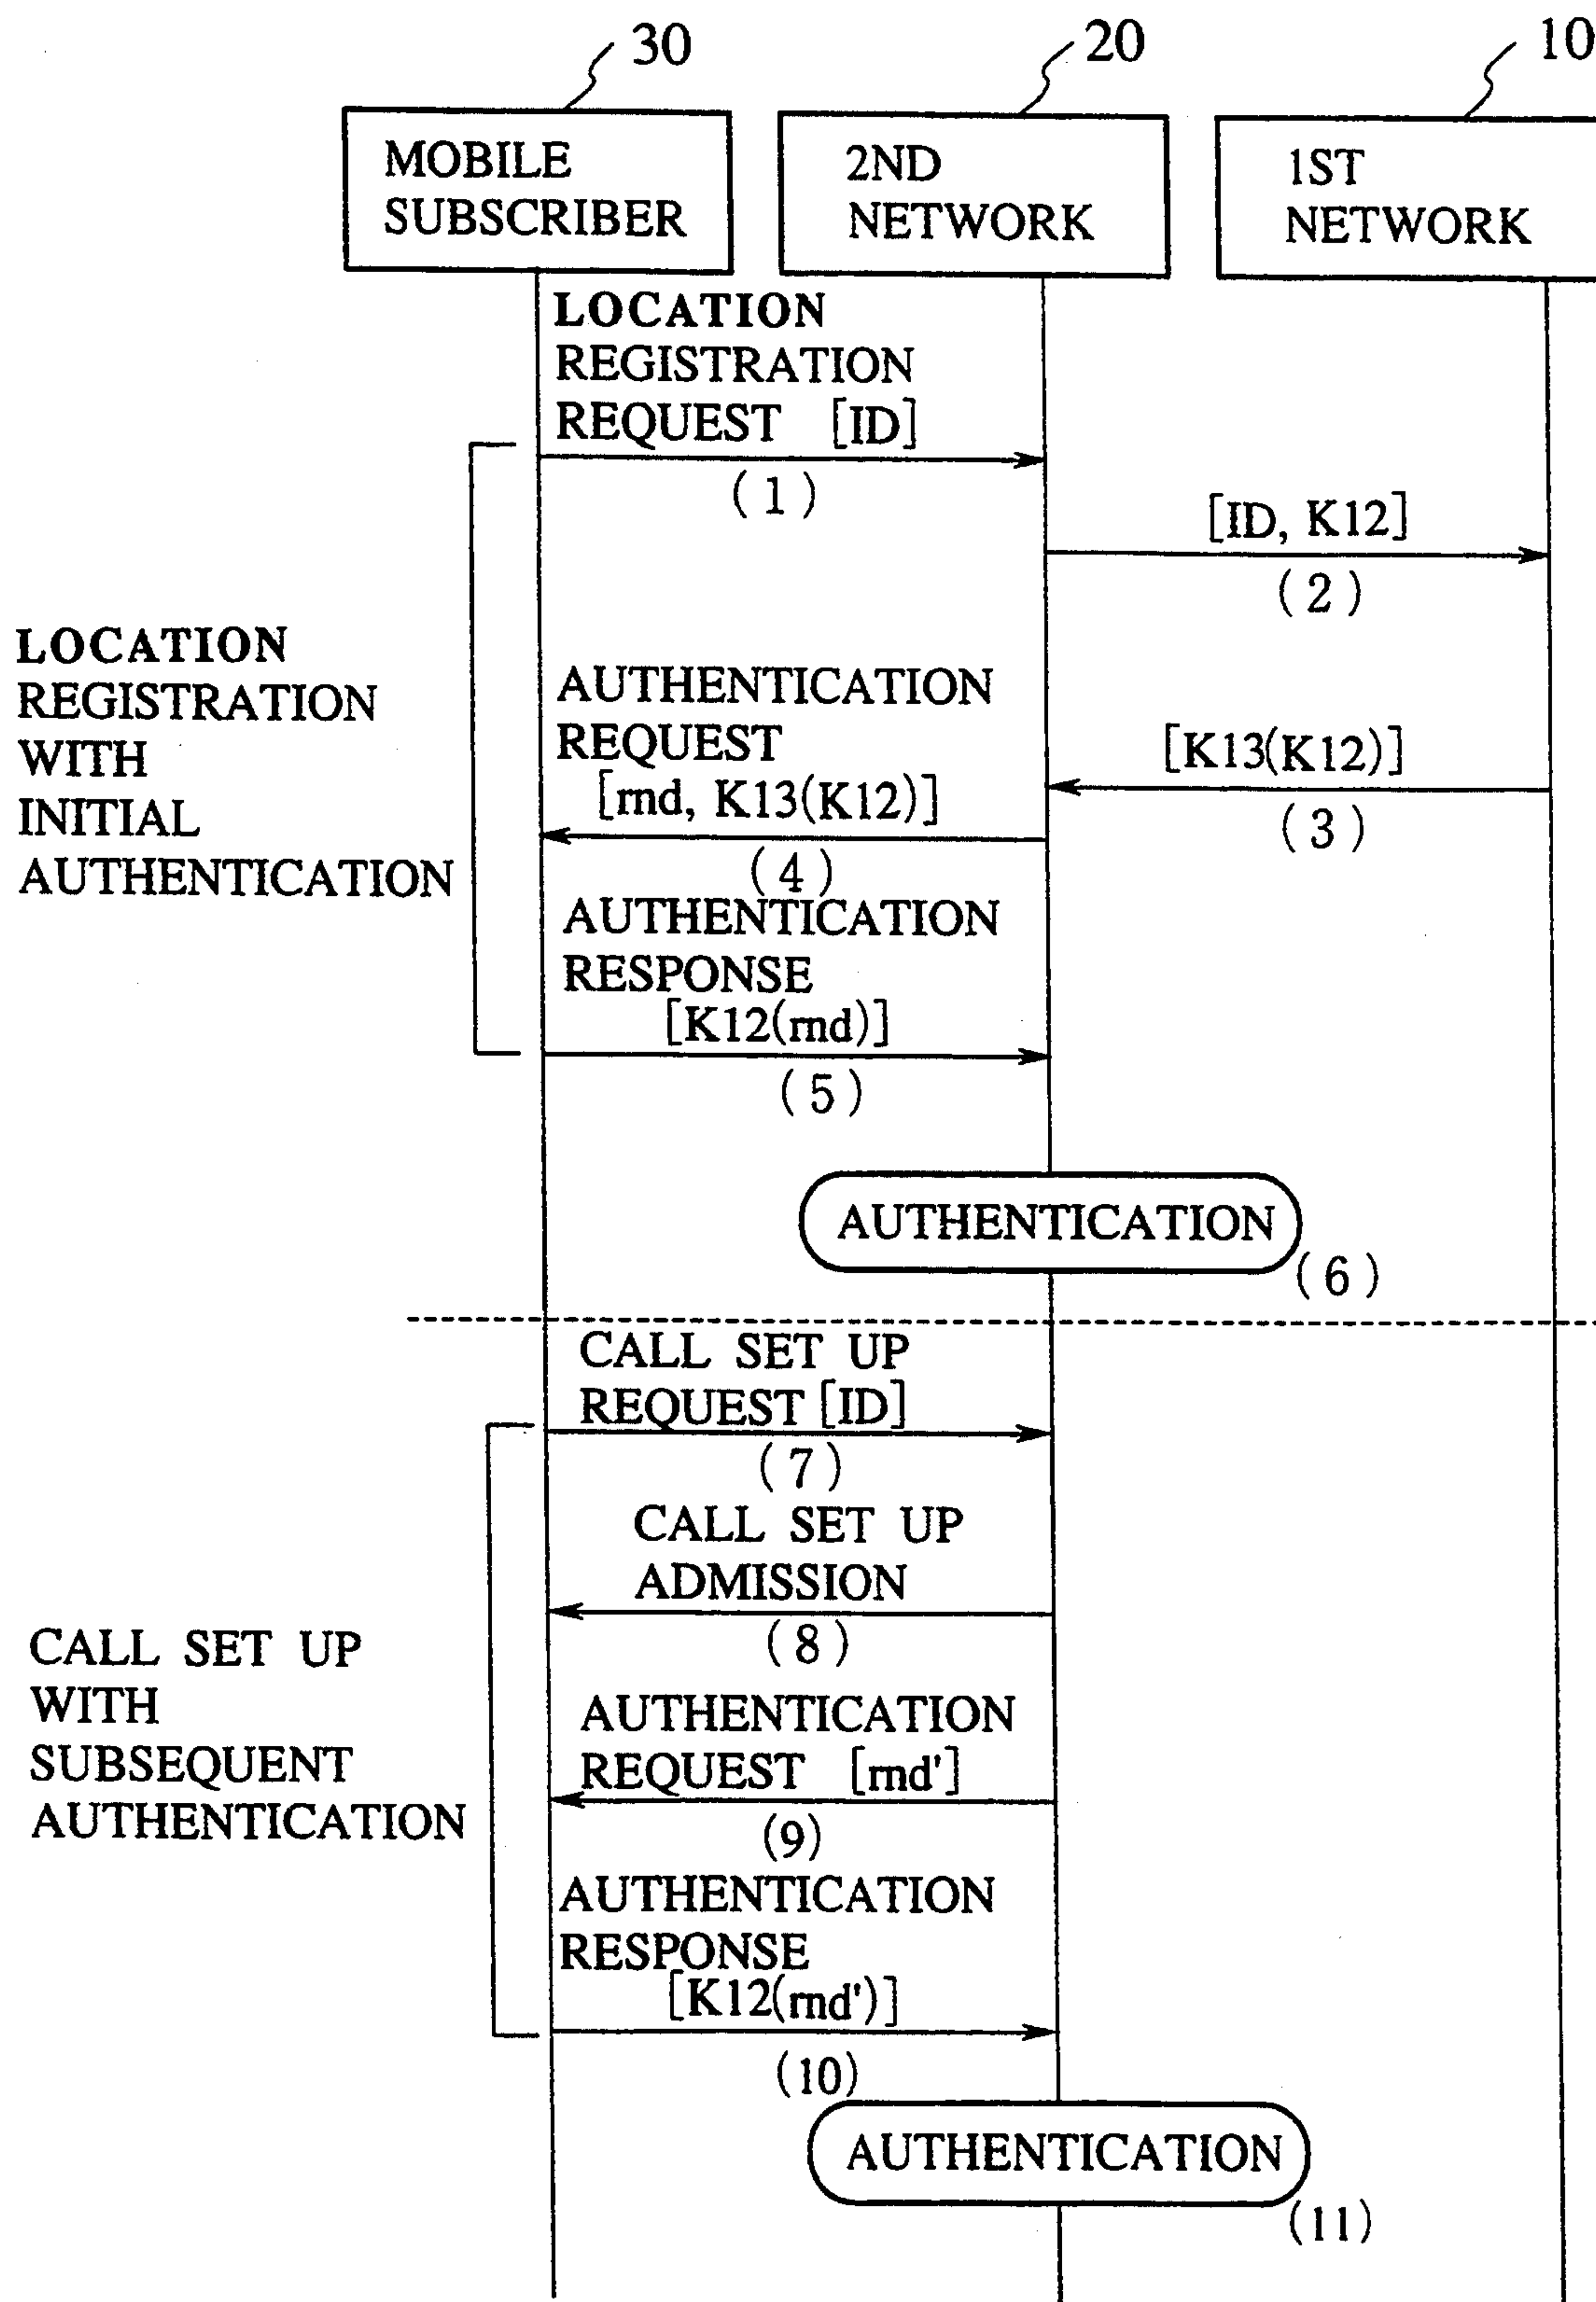 30
20
10
MOBILE
SUBSCRIBER
2ND
NETWORK
1ST
NETWORK
LOCATION
REGISTRATION
REQUEST [ID]
(1)
[ID, K12]
(2)
LOCATION
REGISTRATION
WITH
INITIAL
AUTHENTICATION
[K13(K12)]
(3)
AUTHENTICATION
REQUEST
[rnd, K13(K12)]
(4)
AUTHENTICATION
RESPONSE
[K12(rnd)]
(5)
AUTHENTICATION
(6)
CALL SET UP
REQUEST [ID]
(7)
CALL SET UP
ADMISSION
(8)
CALL SET UP
WITH
SUBSEQUENT
AUTHENTICATION
AUTHENTICATION
REQUEST [rnd']
(9)
AUTHENTICATION
RESPONSE
[K12(rnd')]
(10)
AUTHENTICATION
(11)